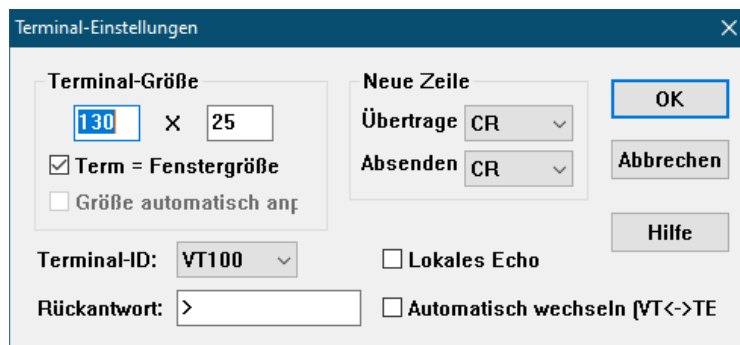 Terminal-Einstellungen
Terminal-Größe
130 X 25
Term = Fenstergröße
Größe automatisch anp
Neue Zeile
Übertrage CR
Absenden CR
OK
Abbrechen
Hilfe
Terminal-ID: VT100
Lokales Echo
Rückantwort: >
Automatisch wechseln (VT<->TE